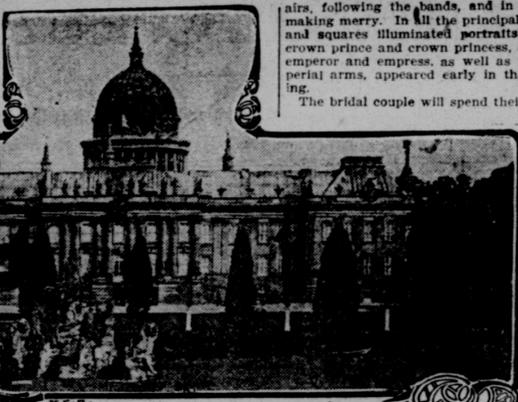 airs, following the bands, and in
making merry. In all the principal
and squares illuminated portraits
crown prince and crown princess,
emperor and empress, as well as
perial arms, appeared early in th
ing.
The bridal couple will spend thei